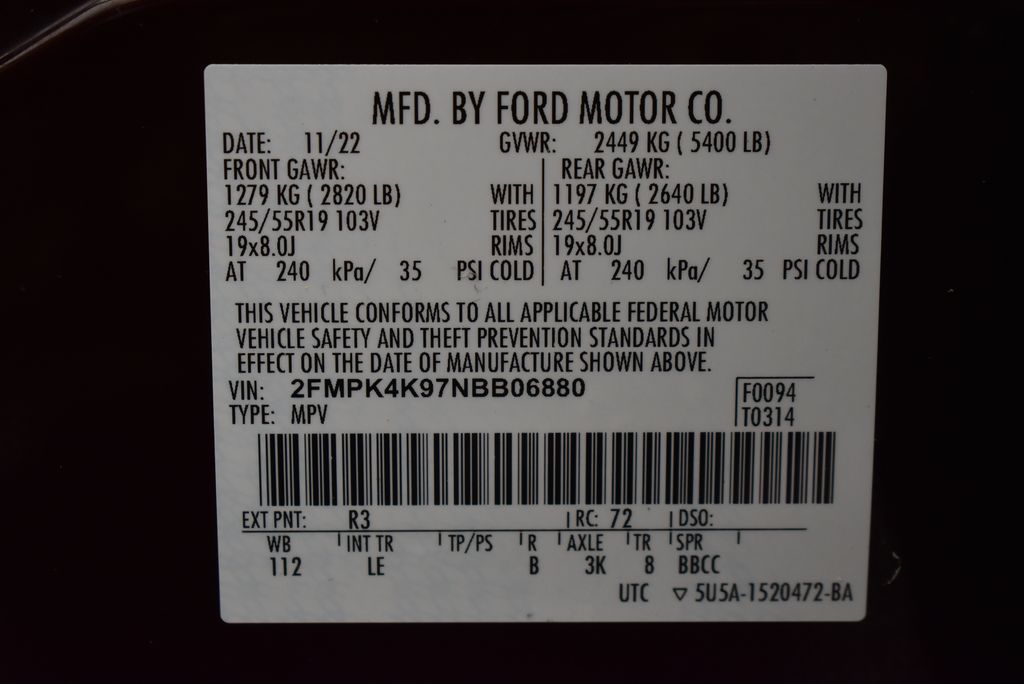 MFD. BY FORD MOTOR CO.
DATE: 11/22 GVWR: 2449 KG ( 5400 LB)
FRONT GAWR: REAR GAWR:
1279 KG ( 2820 LB) WITH 1197 KG ( 2640 LB) WITH
245/55R19 103V TIRES 245/55R19 103V TIRES
19x8.0J RIMS 19x8.0J RIMS
AT 240 kPa/ 35 PSI COLD AT 240 kPa/ 35 PSI COLD
THIS VEHICLE CONFORMS TO ALL APPLICABLE FEDERAL MOTOR
VEHICLE SAFETY AND THEFT PREVENTION STANDARDS IN
EFFECT ON THE DATE OF MANUFACTURE SHOWN ABOVE.
VIN: 2FMPK4K97NBB06880 F0094
TYPE: MPV T0314
EXT PNT: R3 RC: 72 DSO:
WB INT TR TP/PS R AXLE TR SPR
112 LE B 3K 8 BBCC
UTC ▽ 5U5A-1520472-BA